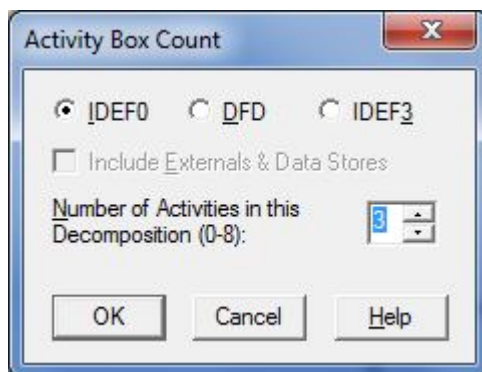 Activity Box Count
IDEF0 DFD IDEF3
Include Externals & Data Stores
Number of Activities in this
Decomposition (0-8):
3
OK Cancel Help